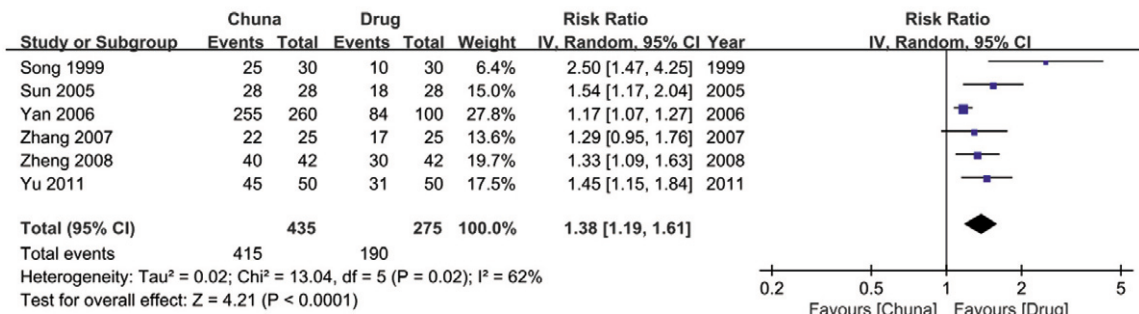 Chuna Drug Risk Ratio Risk Ratio
Study or Subgroup Events Total Events Total Weight IV, Random, 95% CI Year IV, Random, 95% CI
Song 1999 25 30 10 30 6.4% 2.50 [1.47, 4.25] 1999
Sun 2005 28 28 18 28 15.0% 1.54 [1.17, 2.04] 2005
Yan 2006 255 260 84 100 27.8% 1.17 [1.07, 1.27] 2006
Zhang 2007 22 25 17 25 13.6% 1.29 [0.95, 1.76] 2007
Zheng 2008 40 42 30 42 19.7% 1.33 [1.09, 1.63] 2008
Yu 2011 45 50 31 50 17.5% 1.45 [1.15, 1.84] 2011
Total (95% CI) 435 275 100.0% 1.38 [1.19, 1.61]
Total events 415 190
Heterogeneity: Tau² = 0.02; Chi² = 13.04, df = 5 (P = 0.02); I² = 62%
Test for overall effect: Z = 4.21 (P < 0.0001)
0.2 0.5 1 2 5
Favours [Chuna] Favours [Drug]